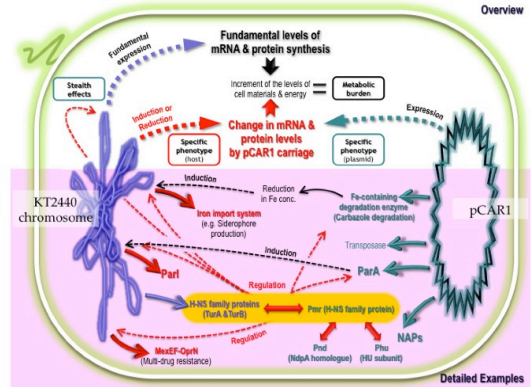 Overview
Fundamental levels of
mRNA & protein synthesis
Fundamental
expression
Stealth
effects
Increment of the levels of
cell materials & energy
Metabolic
burden
Induction or
Reduction
Change in mRNA &
protein levels
by pCAR1 carriage
Expression
Specific
phenotype
(host)
Specific
phenotype
(plasmid)
KT2440
chromosome
pCAR1
Induction
Reduction
in Fe conc.
Fe-containing
degradation enzyme
(Carbazole degradation)
Iron import system
(e.g. Siderophore
production)
Transposase
Induction
ParI
ParA
Regulation
H-NS family proteins
(TurA &TurB)
Pmr (H-NS family protein)
NAPs
Regulation
MexEF-OprN
(Multi-drug resistance)
Pnd
(NdpA homologue)
Phu
(HU subunit)
Detailed Examples